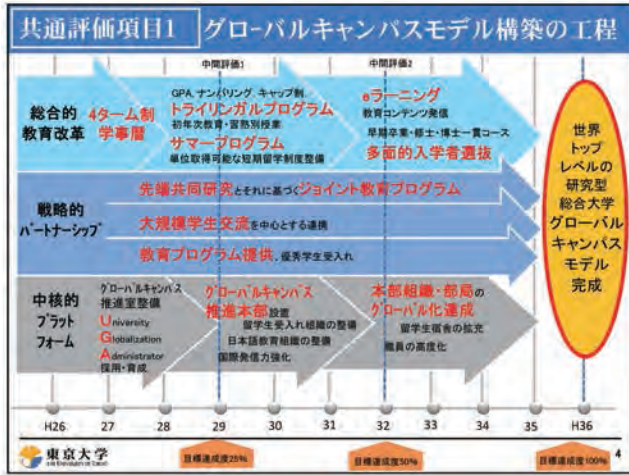 共通評価項目1 グローバルキャンパスモデル構築の工程
中間評価1
中間評価2
総合的
教育改革
4ターム制
学事暦
GPA、ナンバリング、キャップ制、
トライリンガルプログラム
初年次教育・習熟別授業
サマープログラム
単位取得可能な短期留学制度整備
eラーニング
教育コンテンツ発信
早期卒業・修士・博士一貫コース
多面的入学者選抜
戦略的
パートナーシップ
先端共同研究とそれに基づくジョイント教育プログラム
大規模学生交流を中心とする連携
教育プログラム提供、優秀学生受入れ
中核的
プラット
フォーム
グローバルキャンパス
推進室整備
University
Globalization
Administrator
採用・育成
グローバルキャンパス
推進本部設置
留学生受入れ組織の整備
日本語教育組織の整備
国際発信力強化
本部組織・部局の
グローバル化達成
留学生宿舎の拡充
職員の高度化
世界
トップ
レベルの
研究型
総合大学
グローバル
キャンパス
モデル
完成
H26 27 28 29 30 31 32 33 34 35 H36
東京大学
THE UNIVERSITY OF TOKYO
目標達成度25%
目標達成度50%
目標達成度100%
4